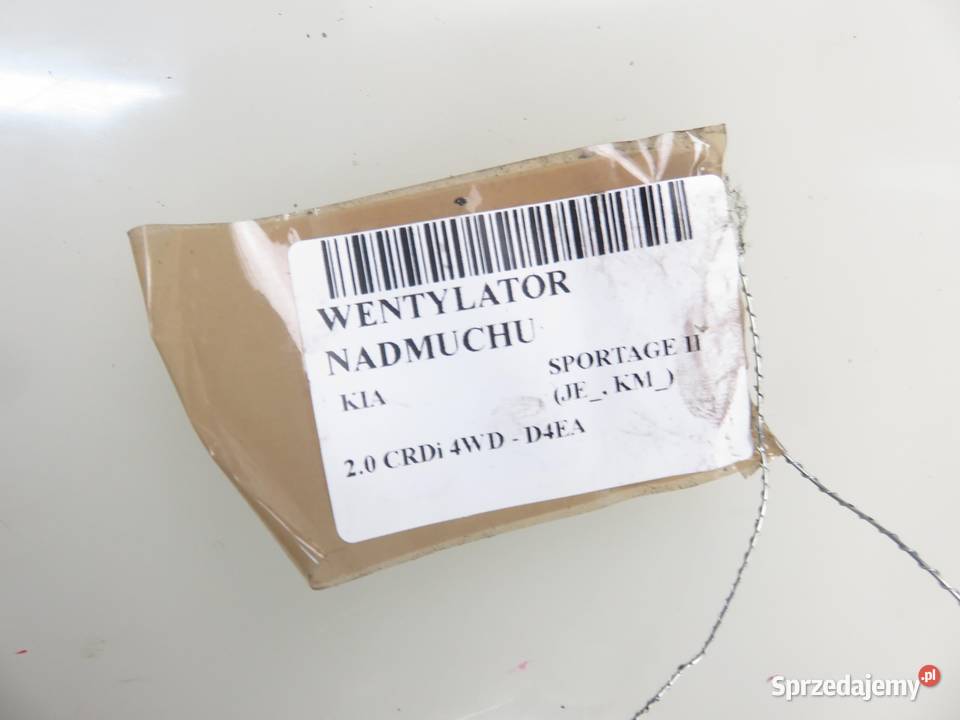 WENTYLATOR
NADMUCHU
KIA
SPORTAGE II
(JE_, KM_)
2.0 CRDi 4WD - D4EA
Sprzedajemy.pl